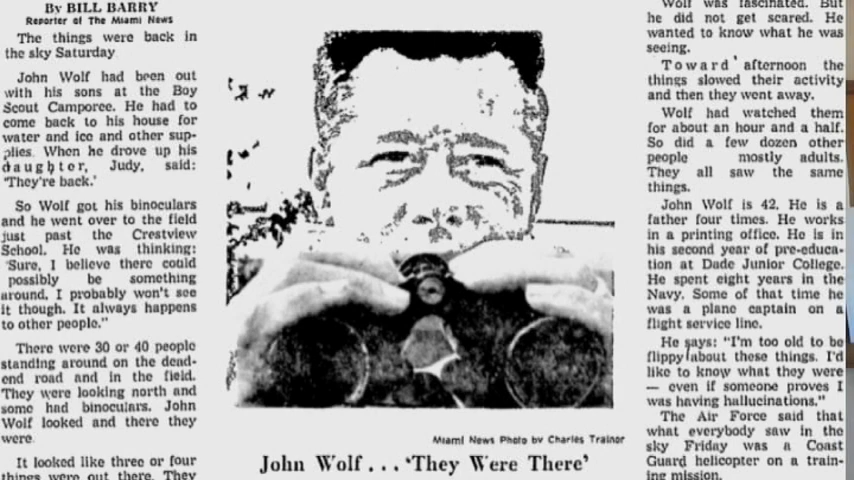 By BILL BARRY
Reporter of The Miami News
The things were back in
the sky Saturday
John Wolf had been out
with his sons at the Boy
Scout Camporee. He had to
come back to his house for
water and ice and other sup-
plies. When he drove up his
daughter, Judy, said:
'They're back.'
So Wolf got his binoculars
and he went over to the field
just past the Crestview
School. He was thinking:
"Sure, I believe there could
possibly be something
around. I probably won't see
it though. It always happens
to other people."
There were 30 or 40 people
standing around on the dead-
end road and in the field.
They were looking north and
some had binoculars. John
Wolf looked and there they
were.
It looked like three or four
things were out there. They
Miami News Photo by Charles Trainor
John Wolf . . . 'They Were There'
Wolf was fascinated. But
he did not get scared. He
wanted to know what he was
seeing.
Toward afternoon the
things slowed their activity
and then they went away.
Wolf had watched them
for about an hour and a half.
So did a few dozen other
people mostly adults.
They all saw the same
things.
John Wolf is 42. He is a
father four times. He works
in a printing office. He is in
his second year of pre-educa-
tion at Dade Junior College.
He spent eight years in the
Navy. Some of that time he
was a plane captain on a
flight service line.
He says: "I'm too old to be
flippy about these things. I'd
like to know what they were
— even if someone proves I
was having hallucinations."
The Air Force said that
what everybody saw in the
sky Friday was a Coast
Guard helicopter on a train-
ing mission.